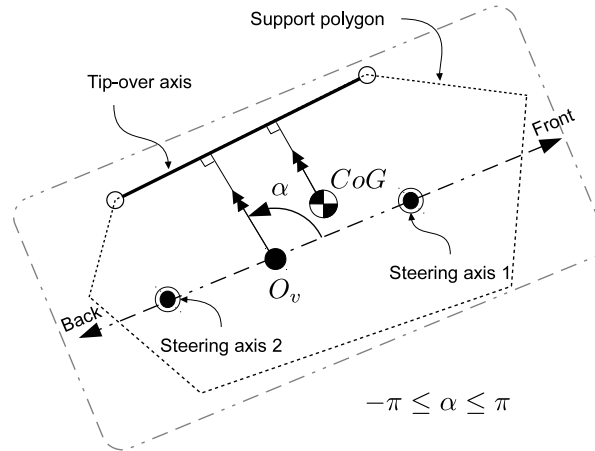 Support polygon
Tip-over axis
Front
CoG
α
Steering axis 1
O_v
Back
Steering axis 2
−π ≤ α ≤ π